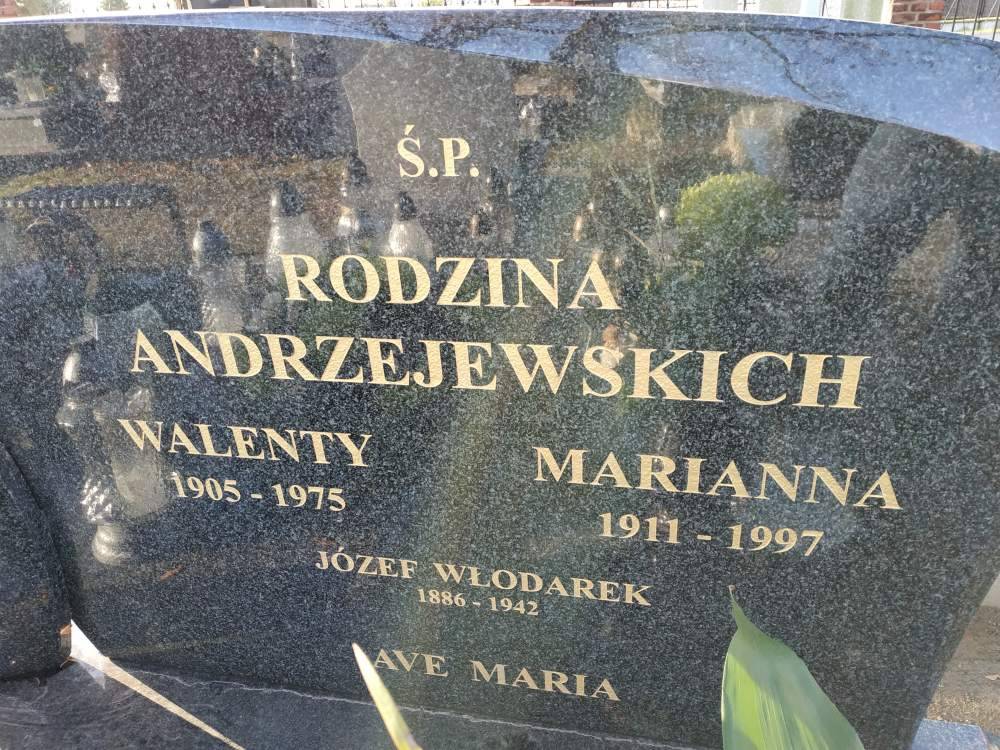 Ś.P.
RODZINA
ANDRZEJEWSKICH
WALENTY MARIANNA
1905 - 1975 1911 - 1997
JÓZEF WŁODAREK
1886 - 1942
AVE MARIA